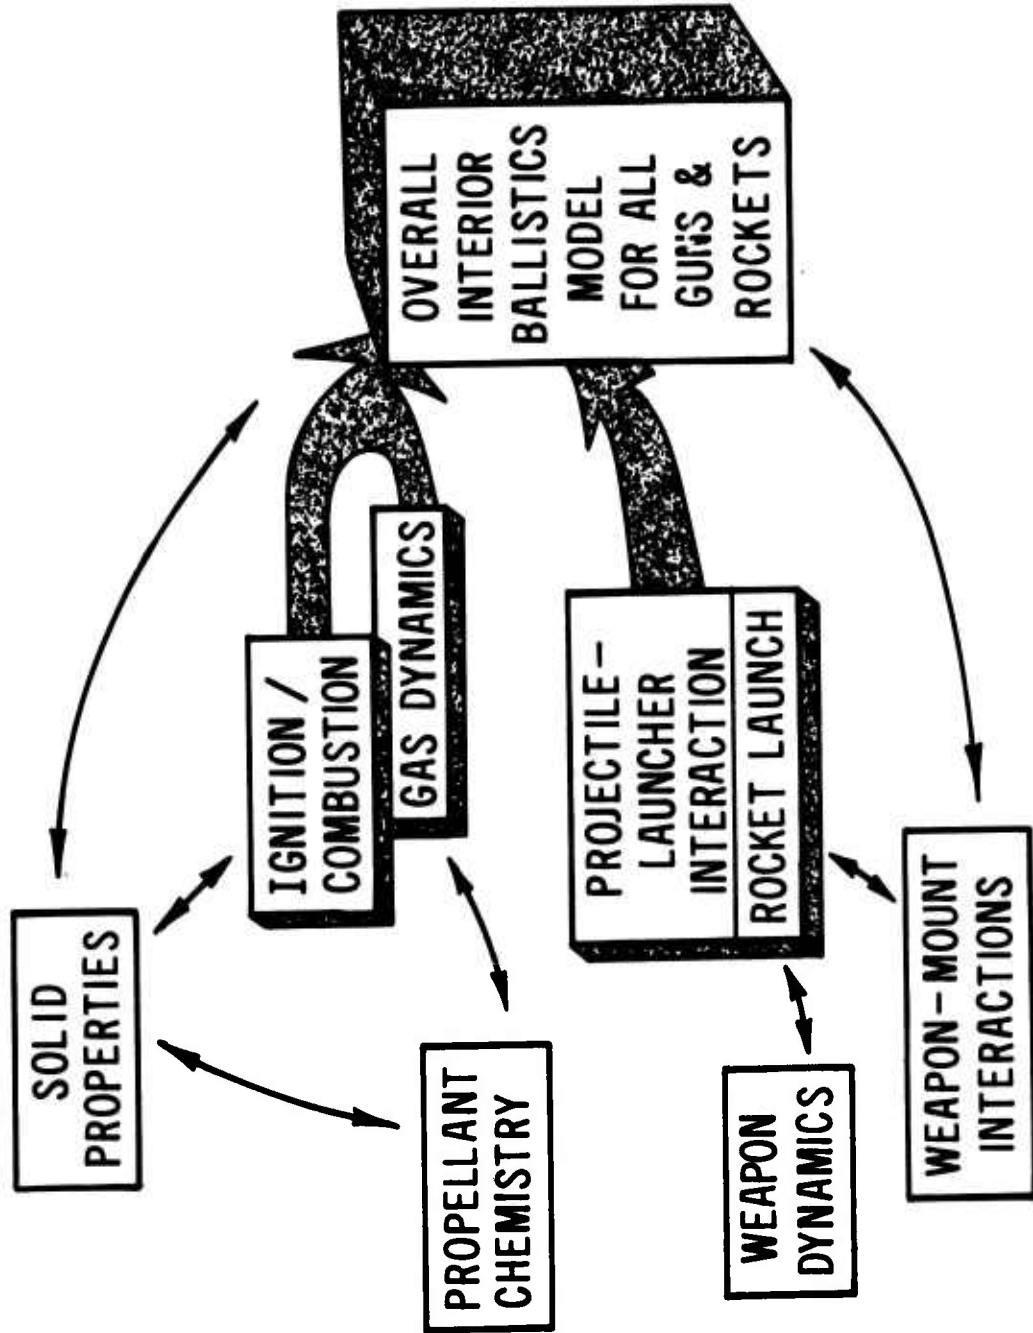 SOLID
PROPERTIES
PROPELLANT
CHEMISTRY
IGNITION /
COMBUSTION
GAS DYNAMICS
PROJECTILE-
LAUNCHER
INTERACTION
ROCKET LAUNCH
WEAPON
DYNAMICS
WEAPON-MOUNT
INTERACTIONS
OVERALL
INTERIOR
BALLISTICS
MODEL
FOR ALL
GUNS &
ROCKETS